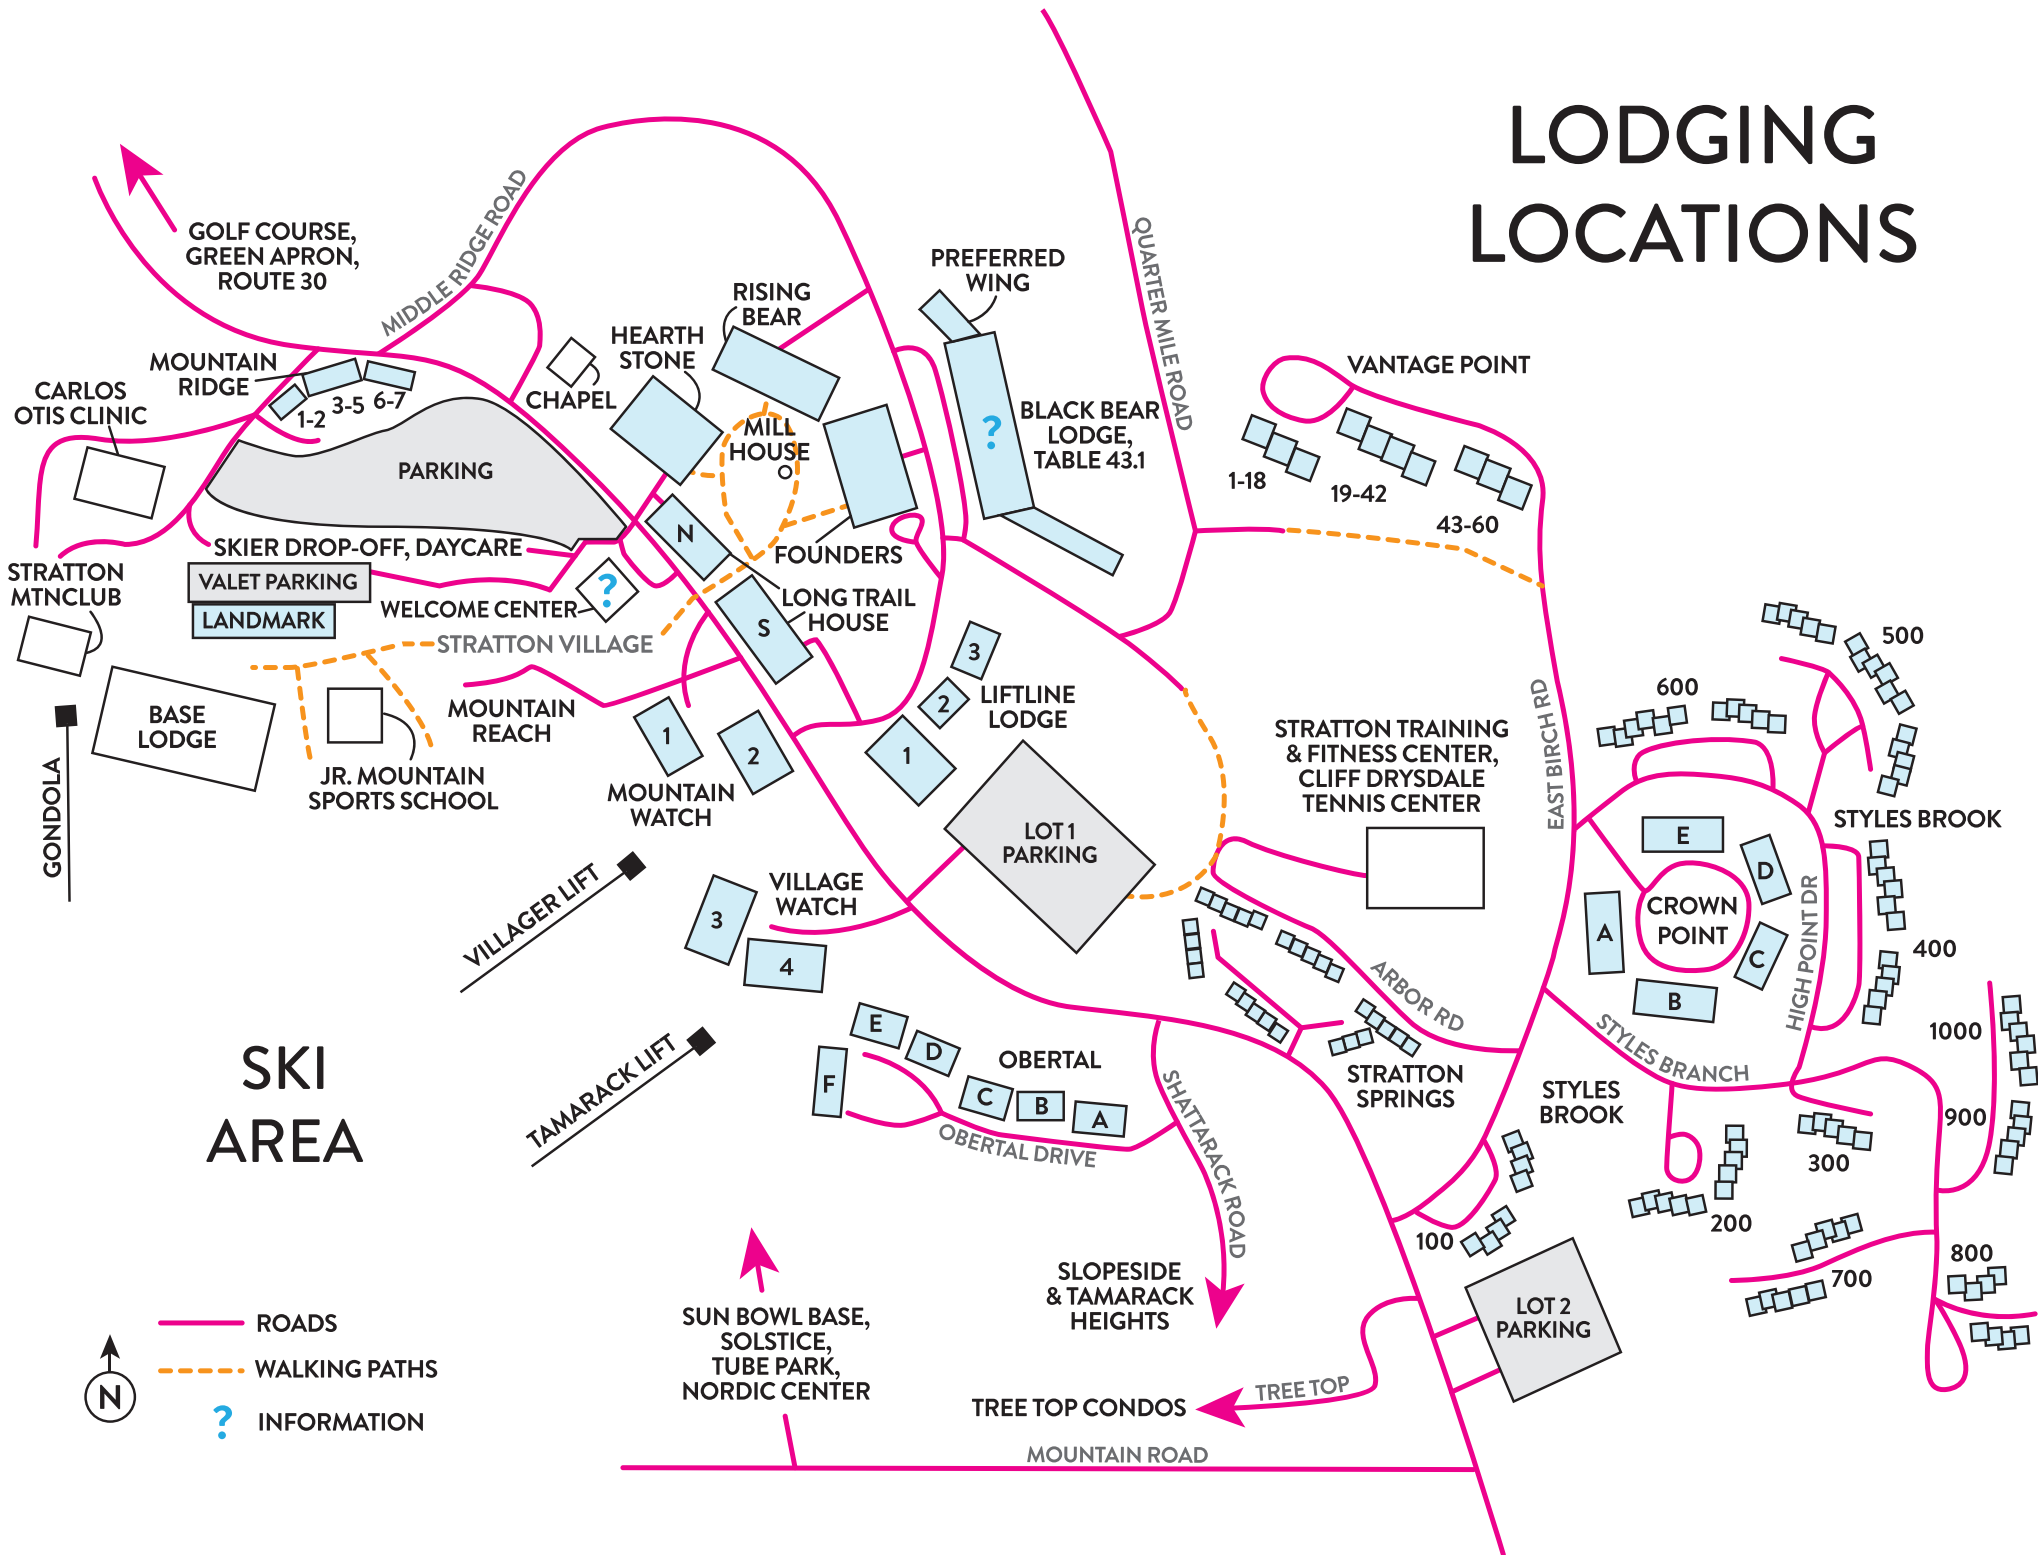 LODGING
LOCATIONS
GOLF COURSE,
GREEN APRON,
ROUTE 30
MIDDLE RIDGE ROAD
QUARTER MILE ROAD
PREFERRED
WING
RISING
BEAR
HEARTH
STONE
CHAPEL
MOUNTAIN
RIDGE
1-2
3-5
6-7
CARLOS
OTIS CLINIC
PARKING
MILL
HOUSE
?
BLACK BEAR
LODGE,
TABLE 43.1
VANTAGE POINT
1-18
19-42
43-60
N
FOUNDERS
SKIER DROP-OFF, DAYCARE
VALET PARKING
LANDMARK
STRATTON
MTNCLUB
?
WELCOME CENTER
LONG TRAIL
HOUSE
S
STRATTON VILLAGE
BASE
LODGE
GONDOLA
JR. MOUNTAIN
SPORTS SCHOOL
MOUNTAIN
REACH
1
2
MOUNTAIN
WATCH
3
2
1
LIFTLINE
LODGE
LOT 1
PARKING
STRATTON TRAINING
& FITNESS CENTER,
CLIFF DRYSDALE
TENNIS CENTER
EAST BIRCH RD
500
600
STYLES BROOK
E
D
A
C
B
CROWN
POINT
HIGH POINT DR
400
VILLAGER LIFT
VILLAGE
WATCH
3
4
TAMARACK LIFT
SKI
AREA
E
D
F
C
B
A
OBERTAL
OBERTAL DRIVE
SHATTARACK ROAD
ARBOR RD
STRATTON
SPRINGS
STYLES BRANCH
STYLES
BROOK
1000
900
300
200
100
700
800
LOT 2
PARKING
SLOPESIDE
& TAMARACK
HEIGHTS
SUN BOWL BASE,
SOLSTICE,
TUBE PARK,
NORDIC CENTER
TREE TOP CONDOS
TREE TOP
MOUNTAIN ROAD
N
ROADS
WALKING PATHS
? INFORMATION